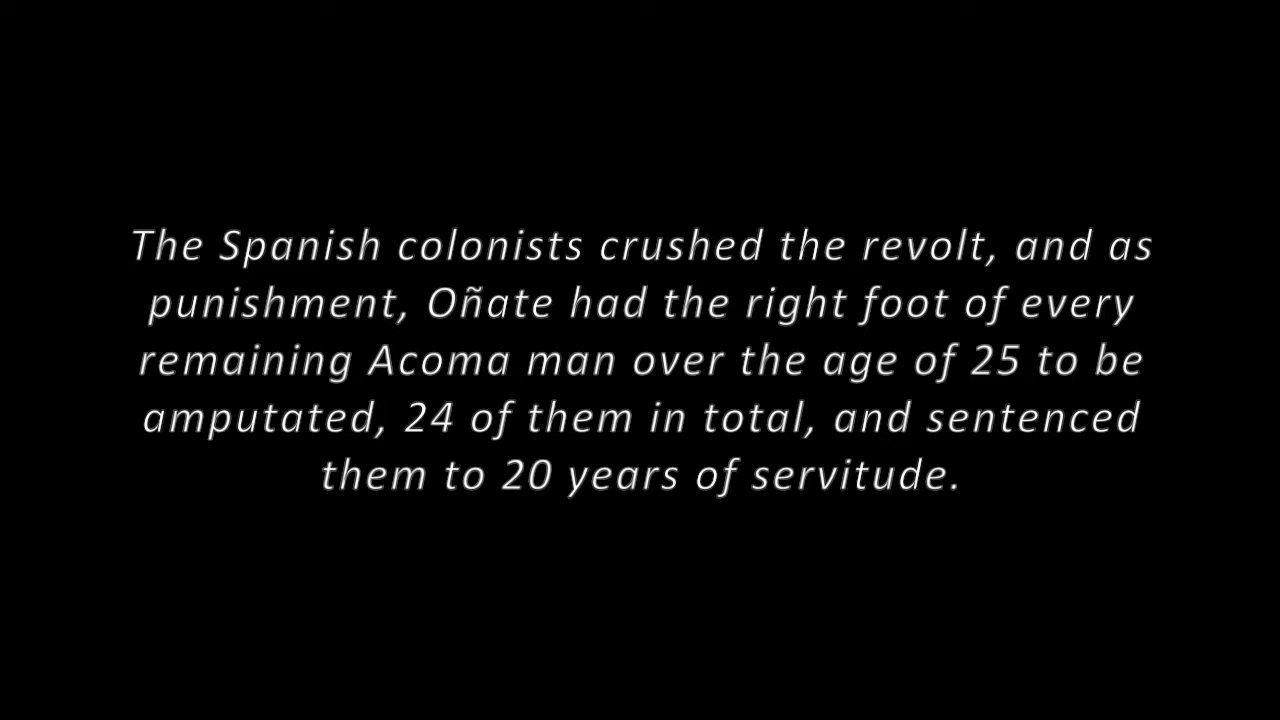 The Spanish colonists crushed the revolt, and as
punishment, Oñate had the right foot of every
remaining Acoma man over the age of 25 to be
amputated, 24 of them in total, and sentenced
them to 20 years of servitude.